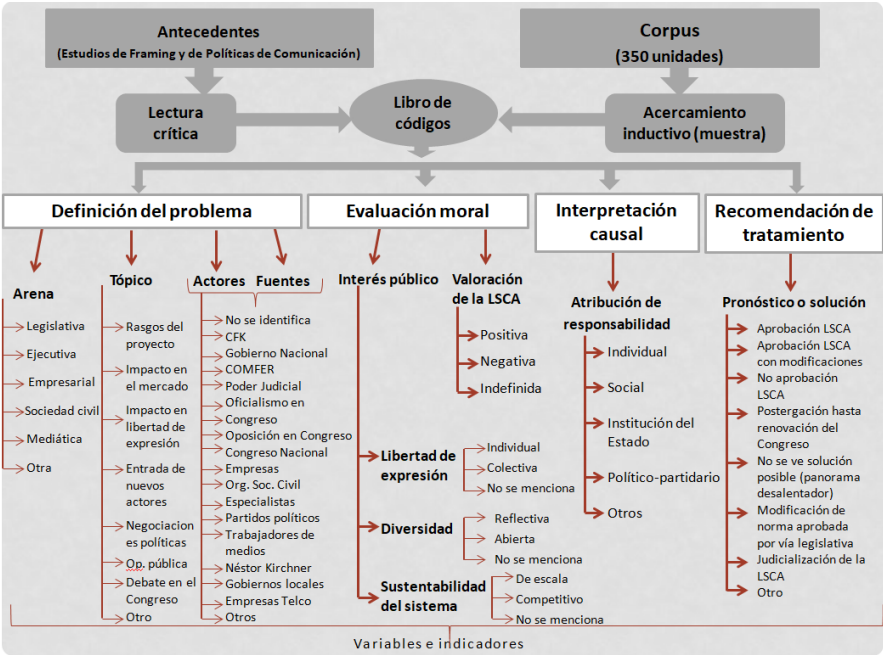 Antecedentes
(Estudios de Framing y de Políticas de Comunicación)
Corpus
(350 unidades)
Lectura
crítica
Libro de
códigos
Acercamiento
inductivo (muestra)
Definición del problema
Evaluación moral
Interpretación
causal
Recomendación de
tratamiento
Arena
Legislativa
Ejecutiva
Empresarial
Sociedad civil
Mediática
Otra
Tópico
Rasgos del
proyecto
Impacto en
el mercado
Impacto en
libertad de
expresión
Entrada de
nuevos
actores
Negociacion
es políticas
Op. pública
Debate en el
Congreso
Otro
Actores
Fuentes
No se identifica
CFK
Gobierno Nacional
COMFER
Poder Judicial
Oficialismo en
Congreso
Oposición en Congreso
Congreso Nacional
Empresas
Org. Soc. Civil
Especialistas
Partidos políticos
Trabajadores de
medios
Néstor Kirchner
Gobiernos locales
Empresas Telco
Otros
Interés público
Valoración
de la LSCA
Positiva
Negativa
Indefinida
Libertad de
expresión
Individual
Colectiva
No se menciona
Diversidad
Reflectiva
Abierta
No se menciona
Sustentabilidad
del sistema
De escala
Competitivo
No se menciona
Atribución de
responsabilidad
Individual
Social
Institución del
Estado
Político-partidario
Otros
Pronóstico o solución
Aprobación LSCA
Aprobación LSCA
con modificaciones
No aprobación
LSCA
Postergación hasta
renovación del
Congreso
No se ve solución
posible (panorama
desalentador)
Modificación de
norma aprobada
por vía legislativa
Judicialización de la
LSCA
Otro
Variables e indicadores